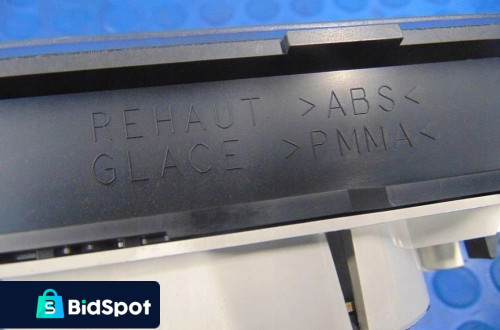 REHAUT >ABS<
GLACE >PMMA<
S BidSpot